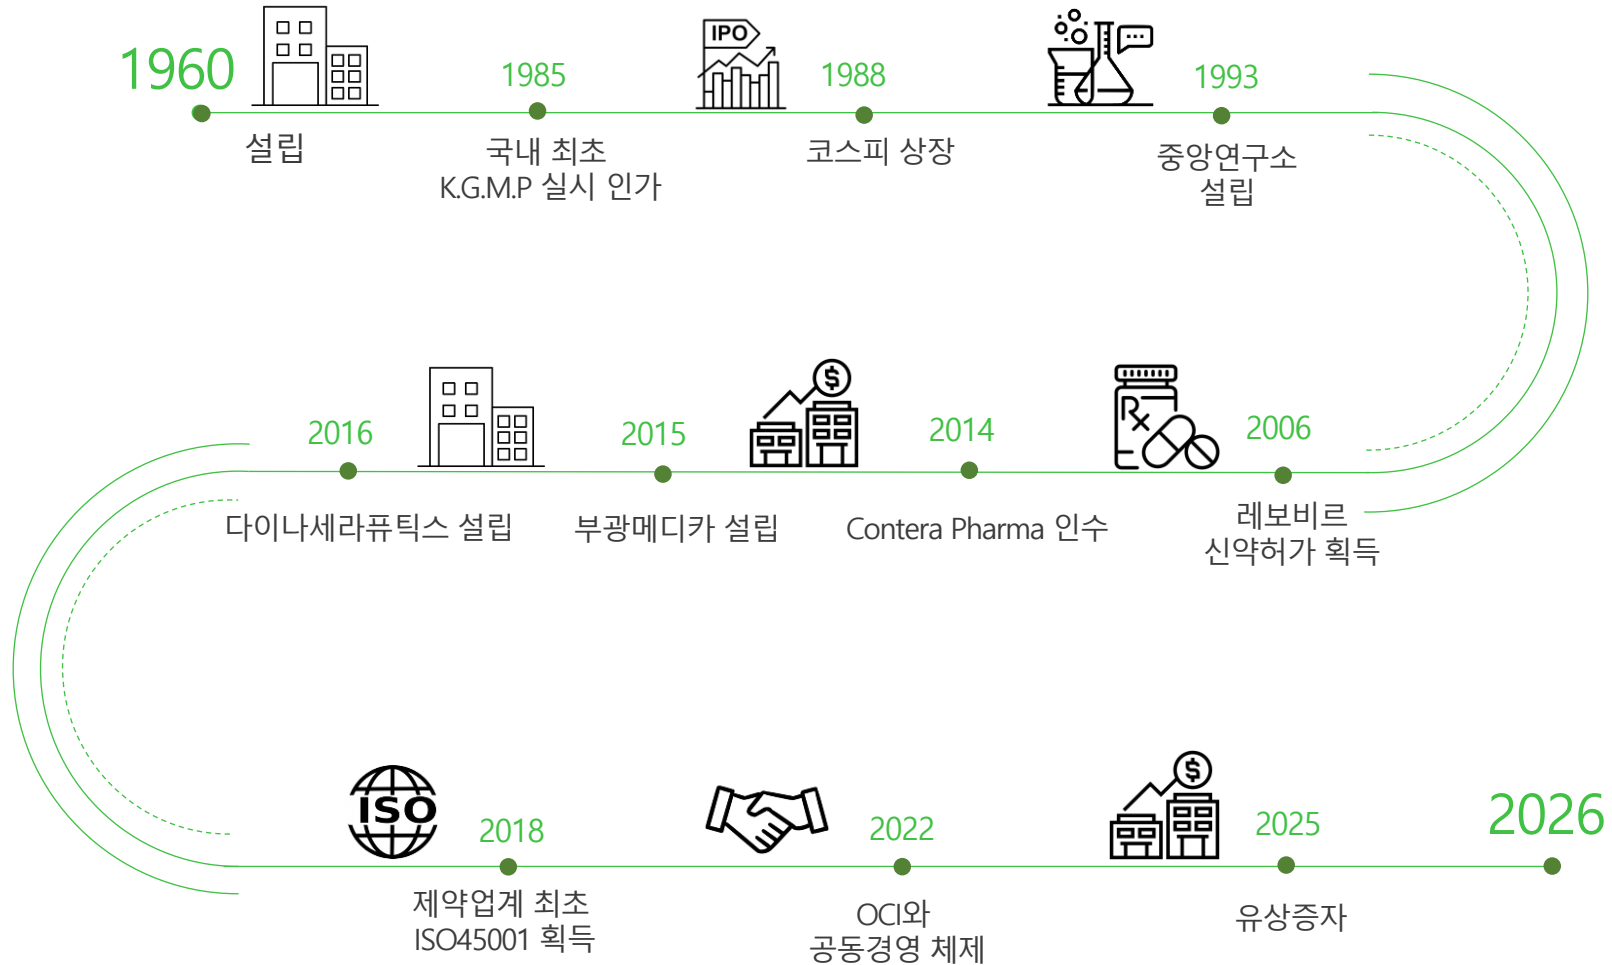 1960
설립
1985
국내 최초
K.G.M.P 실시 인가
IPO
1988
코스피 상장
1993
중앙연구소
설립
Rx
2006
레보비르
신약허가 획득
$
2014
Contera Pharma 인수
2015
부광메디카 설립
2016
다이나세라퓨틱스 설립
ISO
2018
제약업계 최초
ISO45001 획득
2022
OCI와
공동경영 체제
$
2025
유상증자
2026